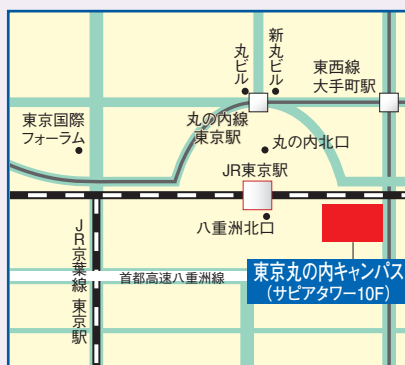 丸ビル
新丸ビル
東西線
大手町駅
東京国際
フォーラム
丸の内線
東京駅
丸の内北口
JR東京駅
八重洲北口
JR京葉線 東京駅
首都高速八重洲線
東京丸の内キャンパス
（サピアタワー10F）